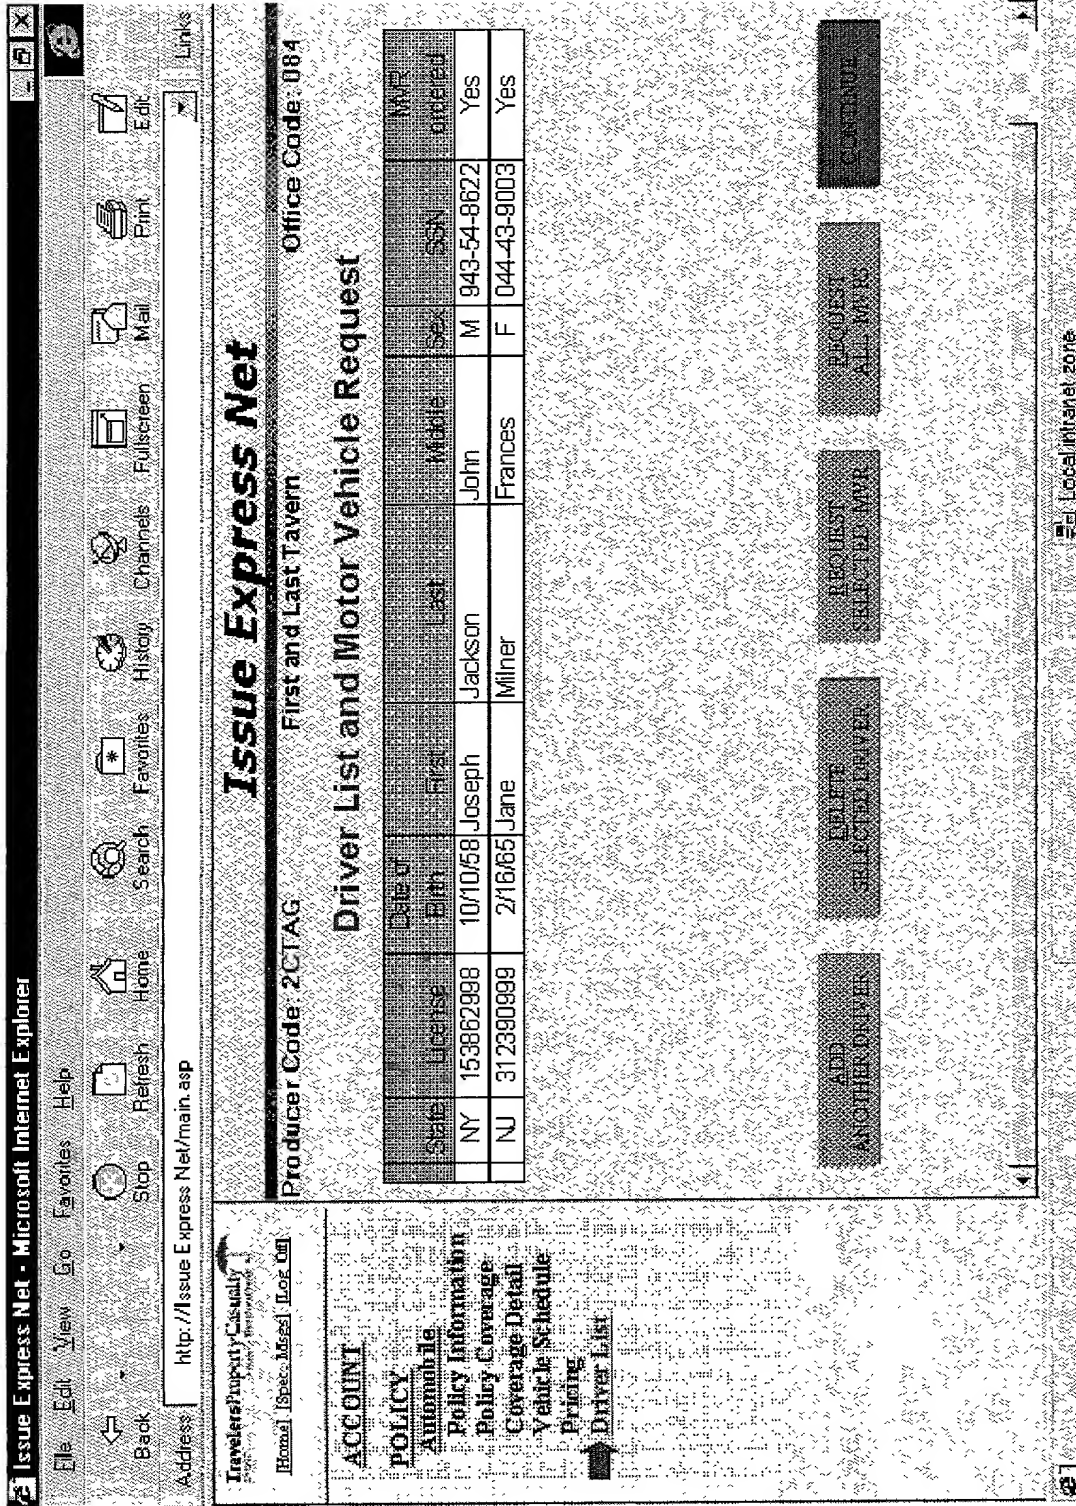 Issue Express Net - Microsoft Internet Explorer
File Edit View Go Favorites Help
Back Stop Refresh Home Search Favorites History Channels Fullscreen Mail Print Edit
Address http://Issue Express Net/main.asp Links
TravelersPropertyCasualty
Home Spec Msgs Log Off
ACCOUNT
POLICY
Automobile
Policy Information
Policy Coverage
Coverage Detail
Vehicle Schedule
Pricing
Driver List
Issue Express Net
Producer Code: 2CTAG First and Last Tavern Office Code: 084
Driver List and Motor Vehicle Request
State License Date of Birth First Last Middle Sex SSN MVR ordered
NY 153862998 10/10/58 Joseph Jackson John M 943-54-8622 Yes
NJ 312390999 2/16/65 Jane Milner Frances F 044-43-9003 Yes
ADD ANOTHER DRIVER
DELETE SELECTED DRIVER
REQUEST SELECTED MVR
REQUEST ALL MVRS
CONTINUE
Local intranet zone